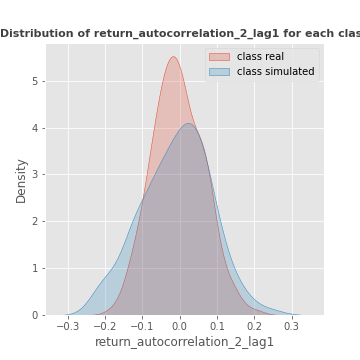 Distribution of return_autocorrelation_2_lag1 for each clas
class real
class simulated
5
4
3
2
1
0
Density
−0.3 −0.2 −0.1 0.0 0.1 0.2 0.3
return_autocorrelation_2_lag1